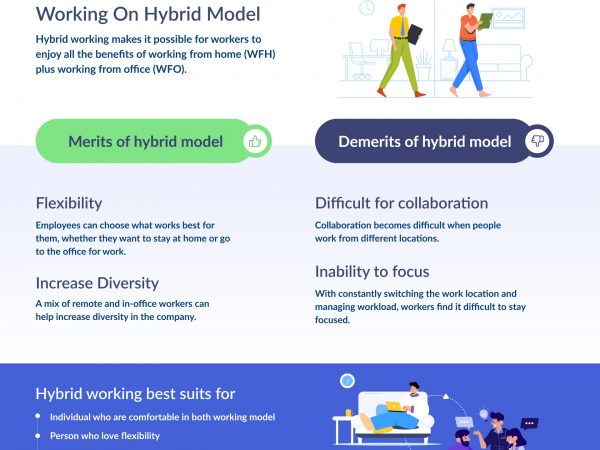 Working On Hybrid Model
Hybrid working makes it possible for workers to
enjoy all the benefits of working from home (WFH)
plus working from office (WFO).
Merits of hybrid model
Flexibility
Employees can choose what works best for
them, whether they want to stay at home or go
to the office for work.
Increase Diversity
A mix of remote and in-office workers can
help increase diversity in the company.
Demerits of hybrid model
Difficult for collaboration
Collaboration becomes difficult when people
work from different locations.
Inability to focus
With constantly switching the work location and
managing workload, workers find it difficult to stay
focused.
Hybrid working best suits for
Individual who are comfortable in both working model
Person who love flexibility